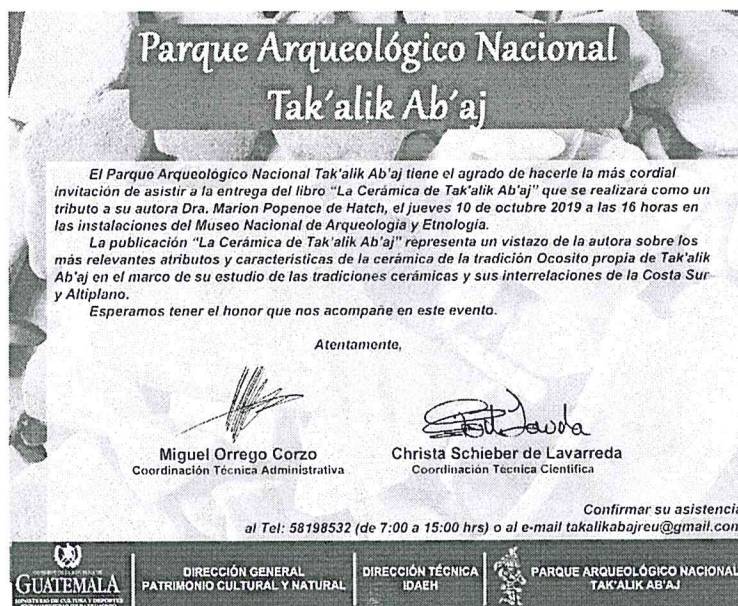 Parque Arqueológico Nacional
Tak´alik Ab´aj
El Parque Arqueológico Nacional Tak'alik Ab'aj tiene el agrado de hacerle la más cordial
invitación de asistir a la entrega del libro "La Cerámica de Tak'alik Ab'aj" que se realizará como un
tributo a su autora Dra. Marion Popenoe de Hatch, el jueves 10 de octubre 2019 a las 16 horas en
las instalaciones del Museo Nacional de Arqueología y Etnología.
La publicación "La Cerámica de Tak'alik Ab'aj" representa un vistazo de la autora sobre los
más relevantes atributos y características de la cerámica de la tradición Ocosito propia de Tak'alik
Ab'aj en el marco de su estudio de las tradiciones cerámicas y sus interrelaciones de la Costa Sur
y Altiplano.
Esperamos tener el honor que nos acompañe en este evento.
Atentamente,
Miguel Orrego Corzo
Coordinación Técnica Administrativa
Christa Schieber de Lavarreda
Coordinación Técnica Científica
Confirmar su asistencia
al Tel: 58198532 (de 7:00 a 15:00 hrs) o al e-mail takalikabajreu@gmail.com
GUATEMALA
MINISTERIO DE CULTURA Y DEPORTES
DIRECCIÓN GENERAL
PATRIMONIO CULTURAL Y NATURAL
DIRECCIÓN TÉCNICA
IDAEH
PARQUE ARQUEOLÓGICO NACIONAL
TAK'ALIK AB'AJ